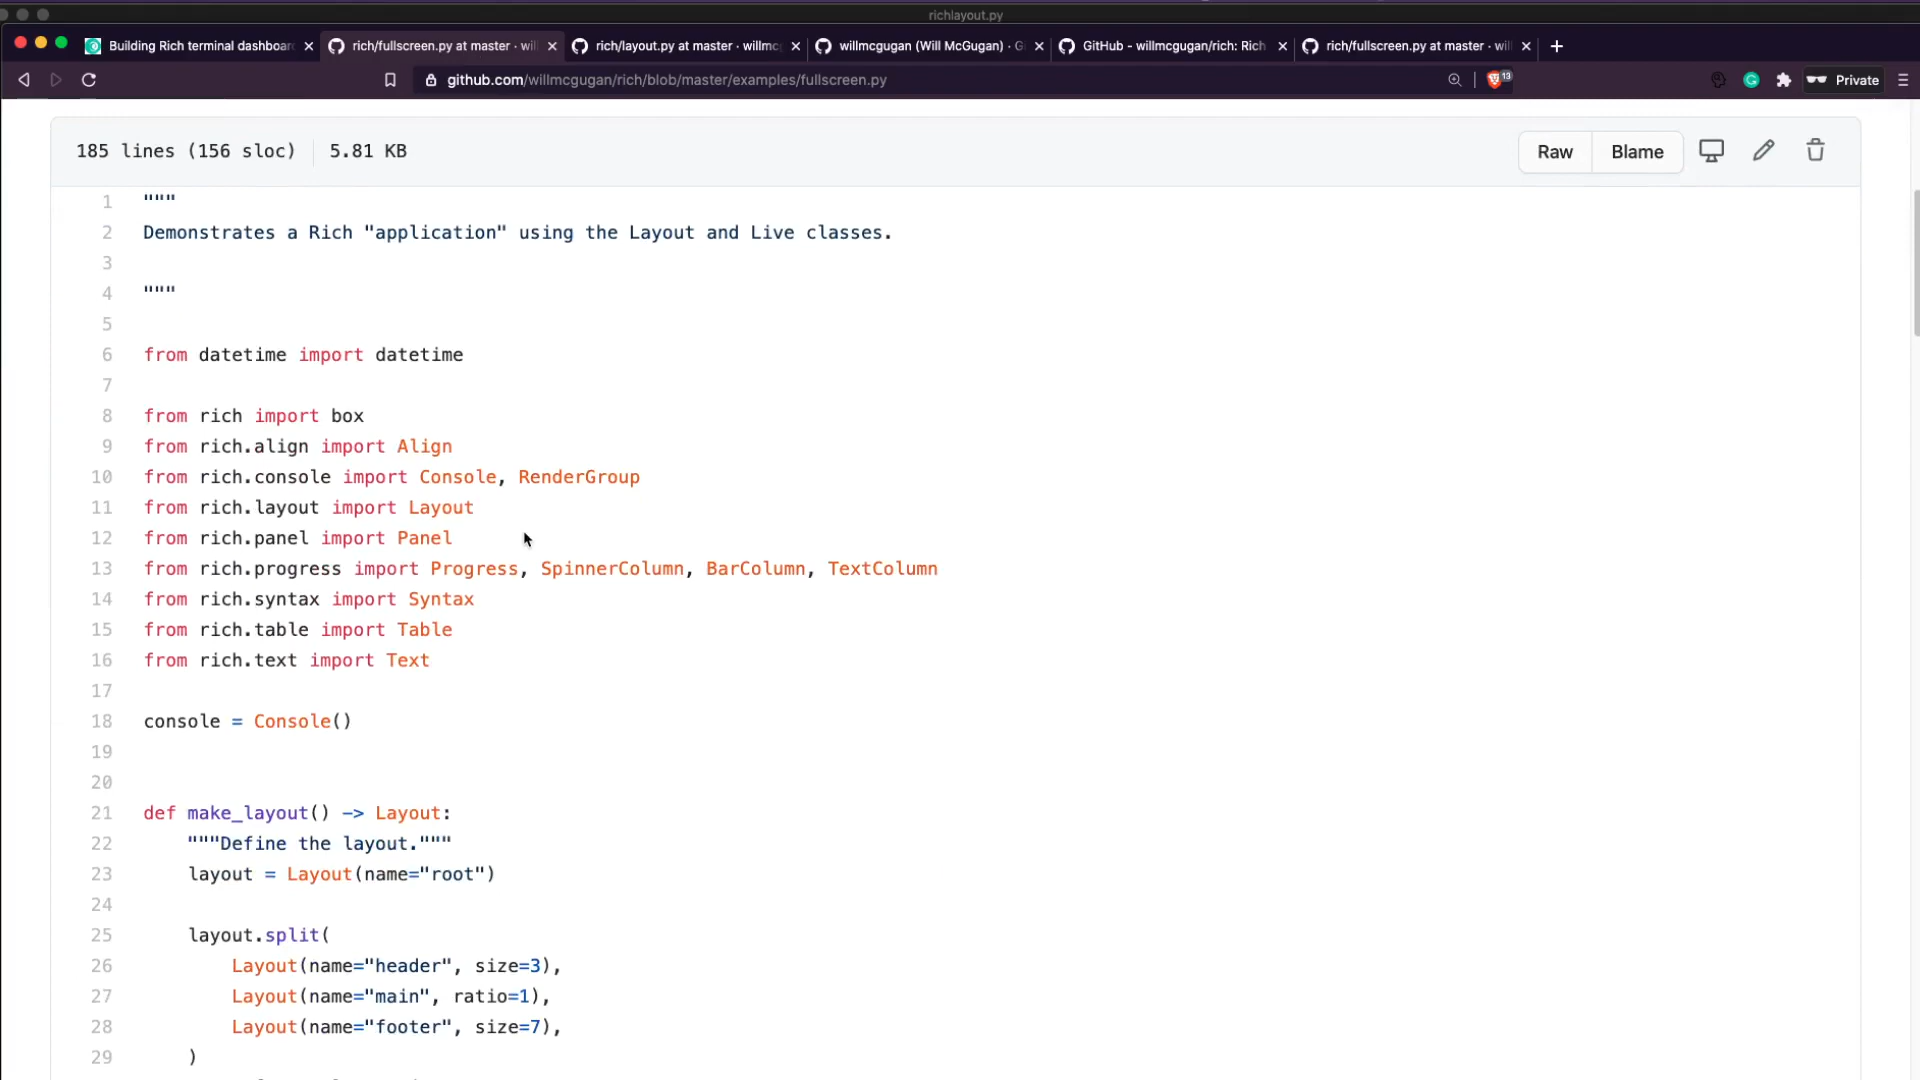 richlayout.py
Building Rich terminal dashboar
rich/fullscreen.py at master · wil
rich/layout.py at master · willmc
willmcgugan (Will McGugan) · G
GitHub - willmcgugan/rich: Rich
rich/fullscreen.py at master · wil
github.com/willmcgugan/rich/blob/master/examples/fullscreen.py
13
Private
185 lines (156 sloc) 5.81 KB
Raw
Blame
1 """
2 Demonstrates a Rich "application" using the Layout and Live classes.
3
4 """
5
6 from datetime import datetime
7
8 from rich import box
9 from rich.align import Align
10 from rich.console import Console, RenderGroup
11 from rich.layout import Layout
12 from rich.panel import Panel
13 from rich.progress import Progress, SpinnerColumn, BarColumn, TextColumn
14 from rich.syntax import Syntax
15 from rich.table import Table
16 from rich.text import Text
17
18 console = Console()
19
20
21 def make_layout() -> Layout:
22 """Define the layout."""
23 layout = Layout(name="root")
24
25 layout.split(
26 Layout(name="header", size=3),
27 Layout(name="main", ratio=1),
28 Layout(name="footer", size=7),
29 )